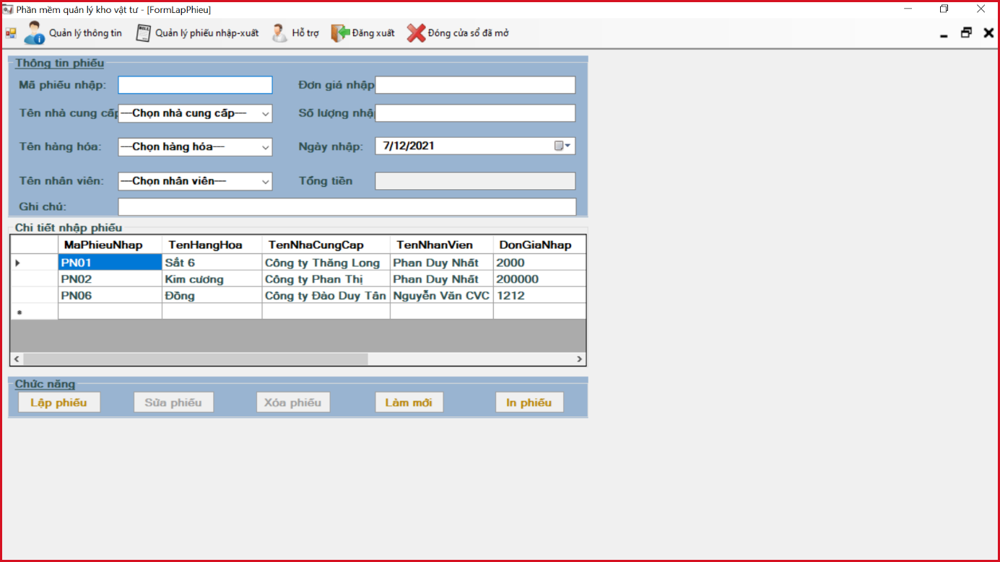 Phần mềm quản lý kho vật tư - [FormLapPhieu]
Quản lý thông tin Quản lý phiếu nhập-xuất Hỗ trợ Đăng xuất Đóng cửa sổ đã mở
Thông tin phiếu
Mã phiếu nhập: Đơn giá nhập
Tên nhà cung cấp ---Chọn nhà cung cấp--- Số lượng nhậ
Tên hàng hóa: ---Chọn hàng hóa--- Ngày nhập: 7/12/2021
Tên nhân viên: ---Chọn nhân viên--- Tổng tiền
Ghi chú:
Chi tiết nhập phiếu
MaPhieuNhap TenHangHoa TenNhaCungCap TenNhanVien DonGiaNhap
PN01 Sắt 6 Công ty Thăng Long Phan Duy Nhất 2000
PN02 Kim cương Công ty Phan Thị Phan Duy Nhất 200000
PN06 Đồng Công ty Đào Duy Tân Nguyễn Văn CVC 1212
Chức năng
Lập phiếu Sửa phiếu Xóa phiếu Làm mới In phiếu